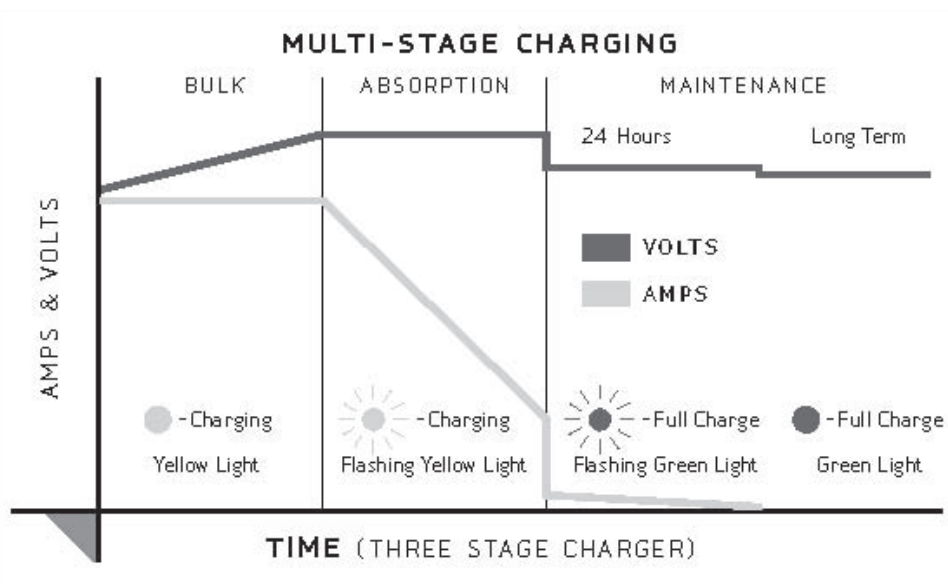 MULTI-STAGE CHARGING
BULK
ABSORPTION
MAINTENANCE
24 Hours
Long Term
AMPS & VOLTS
VOLTS
AMPS
-Charging
Yellow Light
-Charging
Flashing Yellow Light
-Full Charge
Flashing Green Light
-Full Charge
Green Light
TIME (THREE STAGE CHARGER)